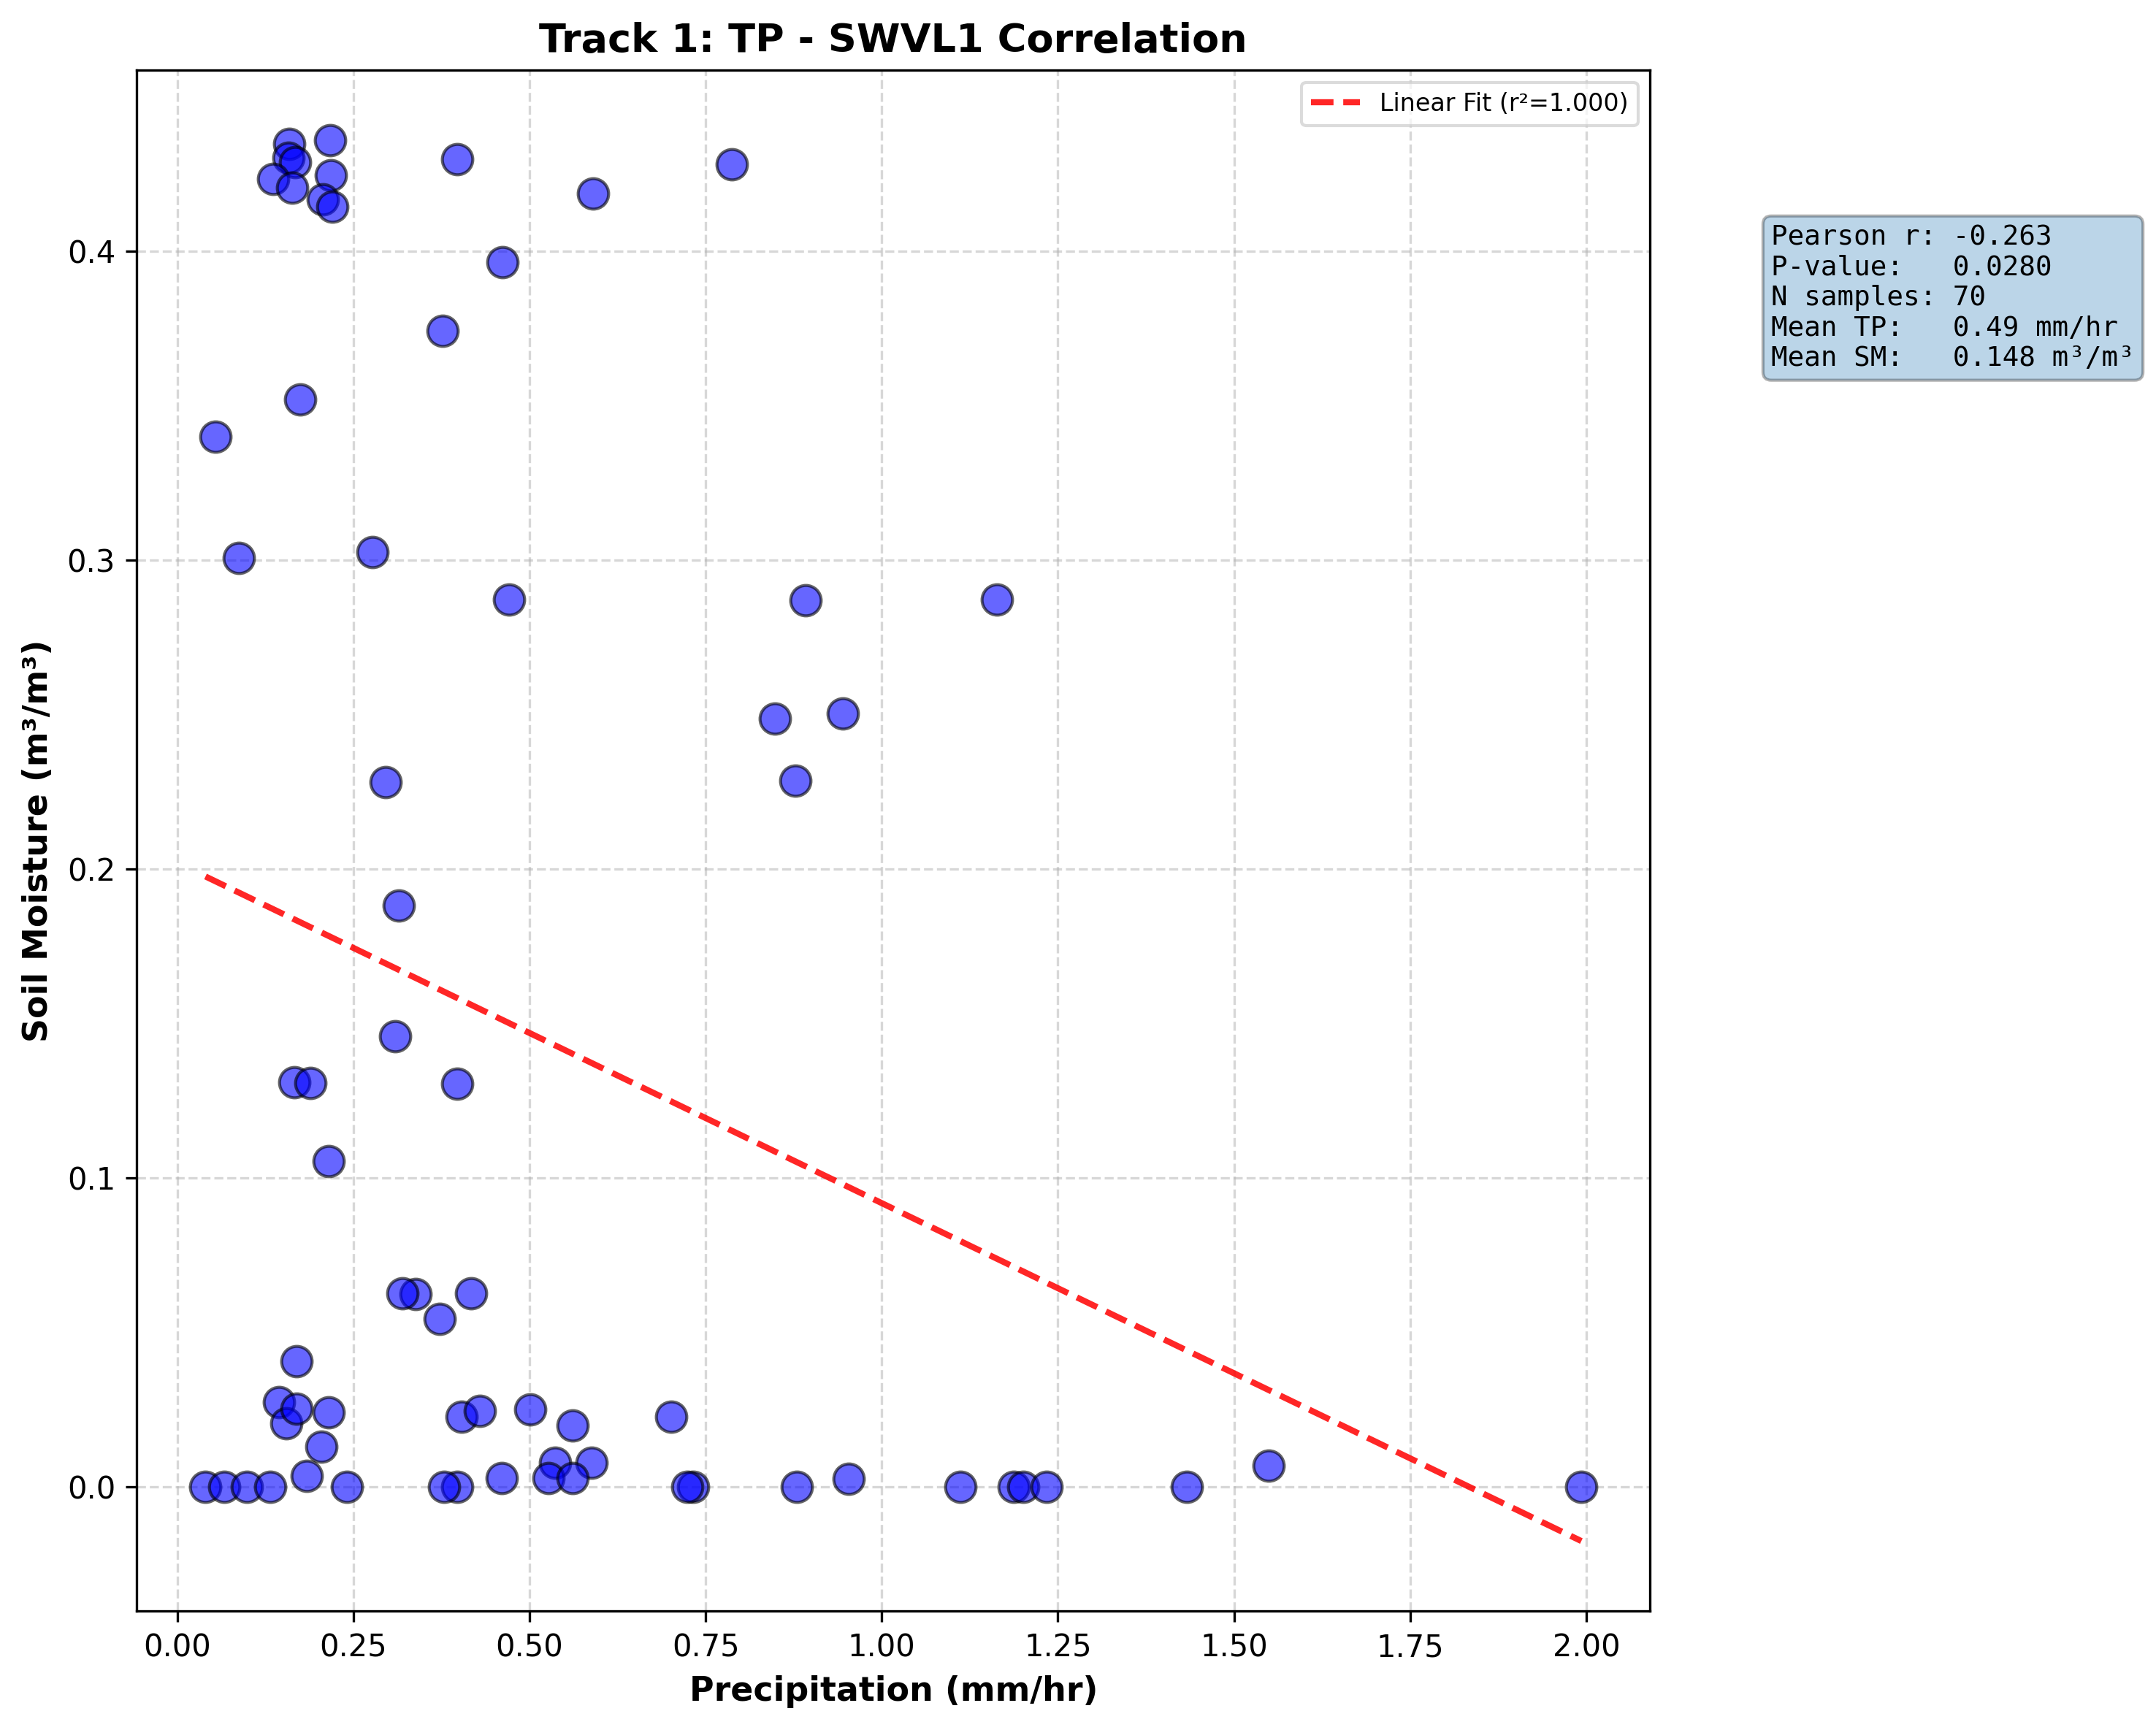 Track 1: TP - SWVL1 Correlation
Linear Fit (r²=1.000)
Pearson r: -0.263
P-value:   0.0280
N samples: 70
Mean TP:   0.49 mm/hr
Mean SM:   0.148 m³/m³
Soil Moisture (m³/m³)
0.4
0.3
0.2
0.1
0.0
0.00 0.25 0.50 0.75 1.00 1.25 1.50 1.75 2.00
Precipitation (mm/hr)